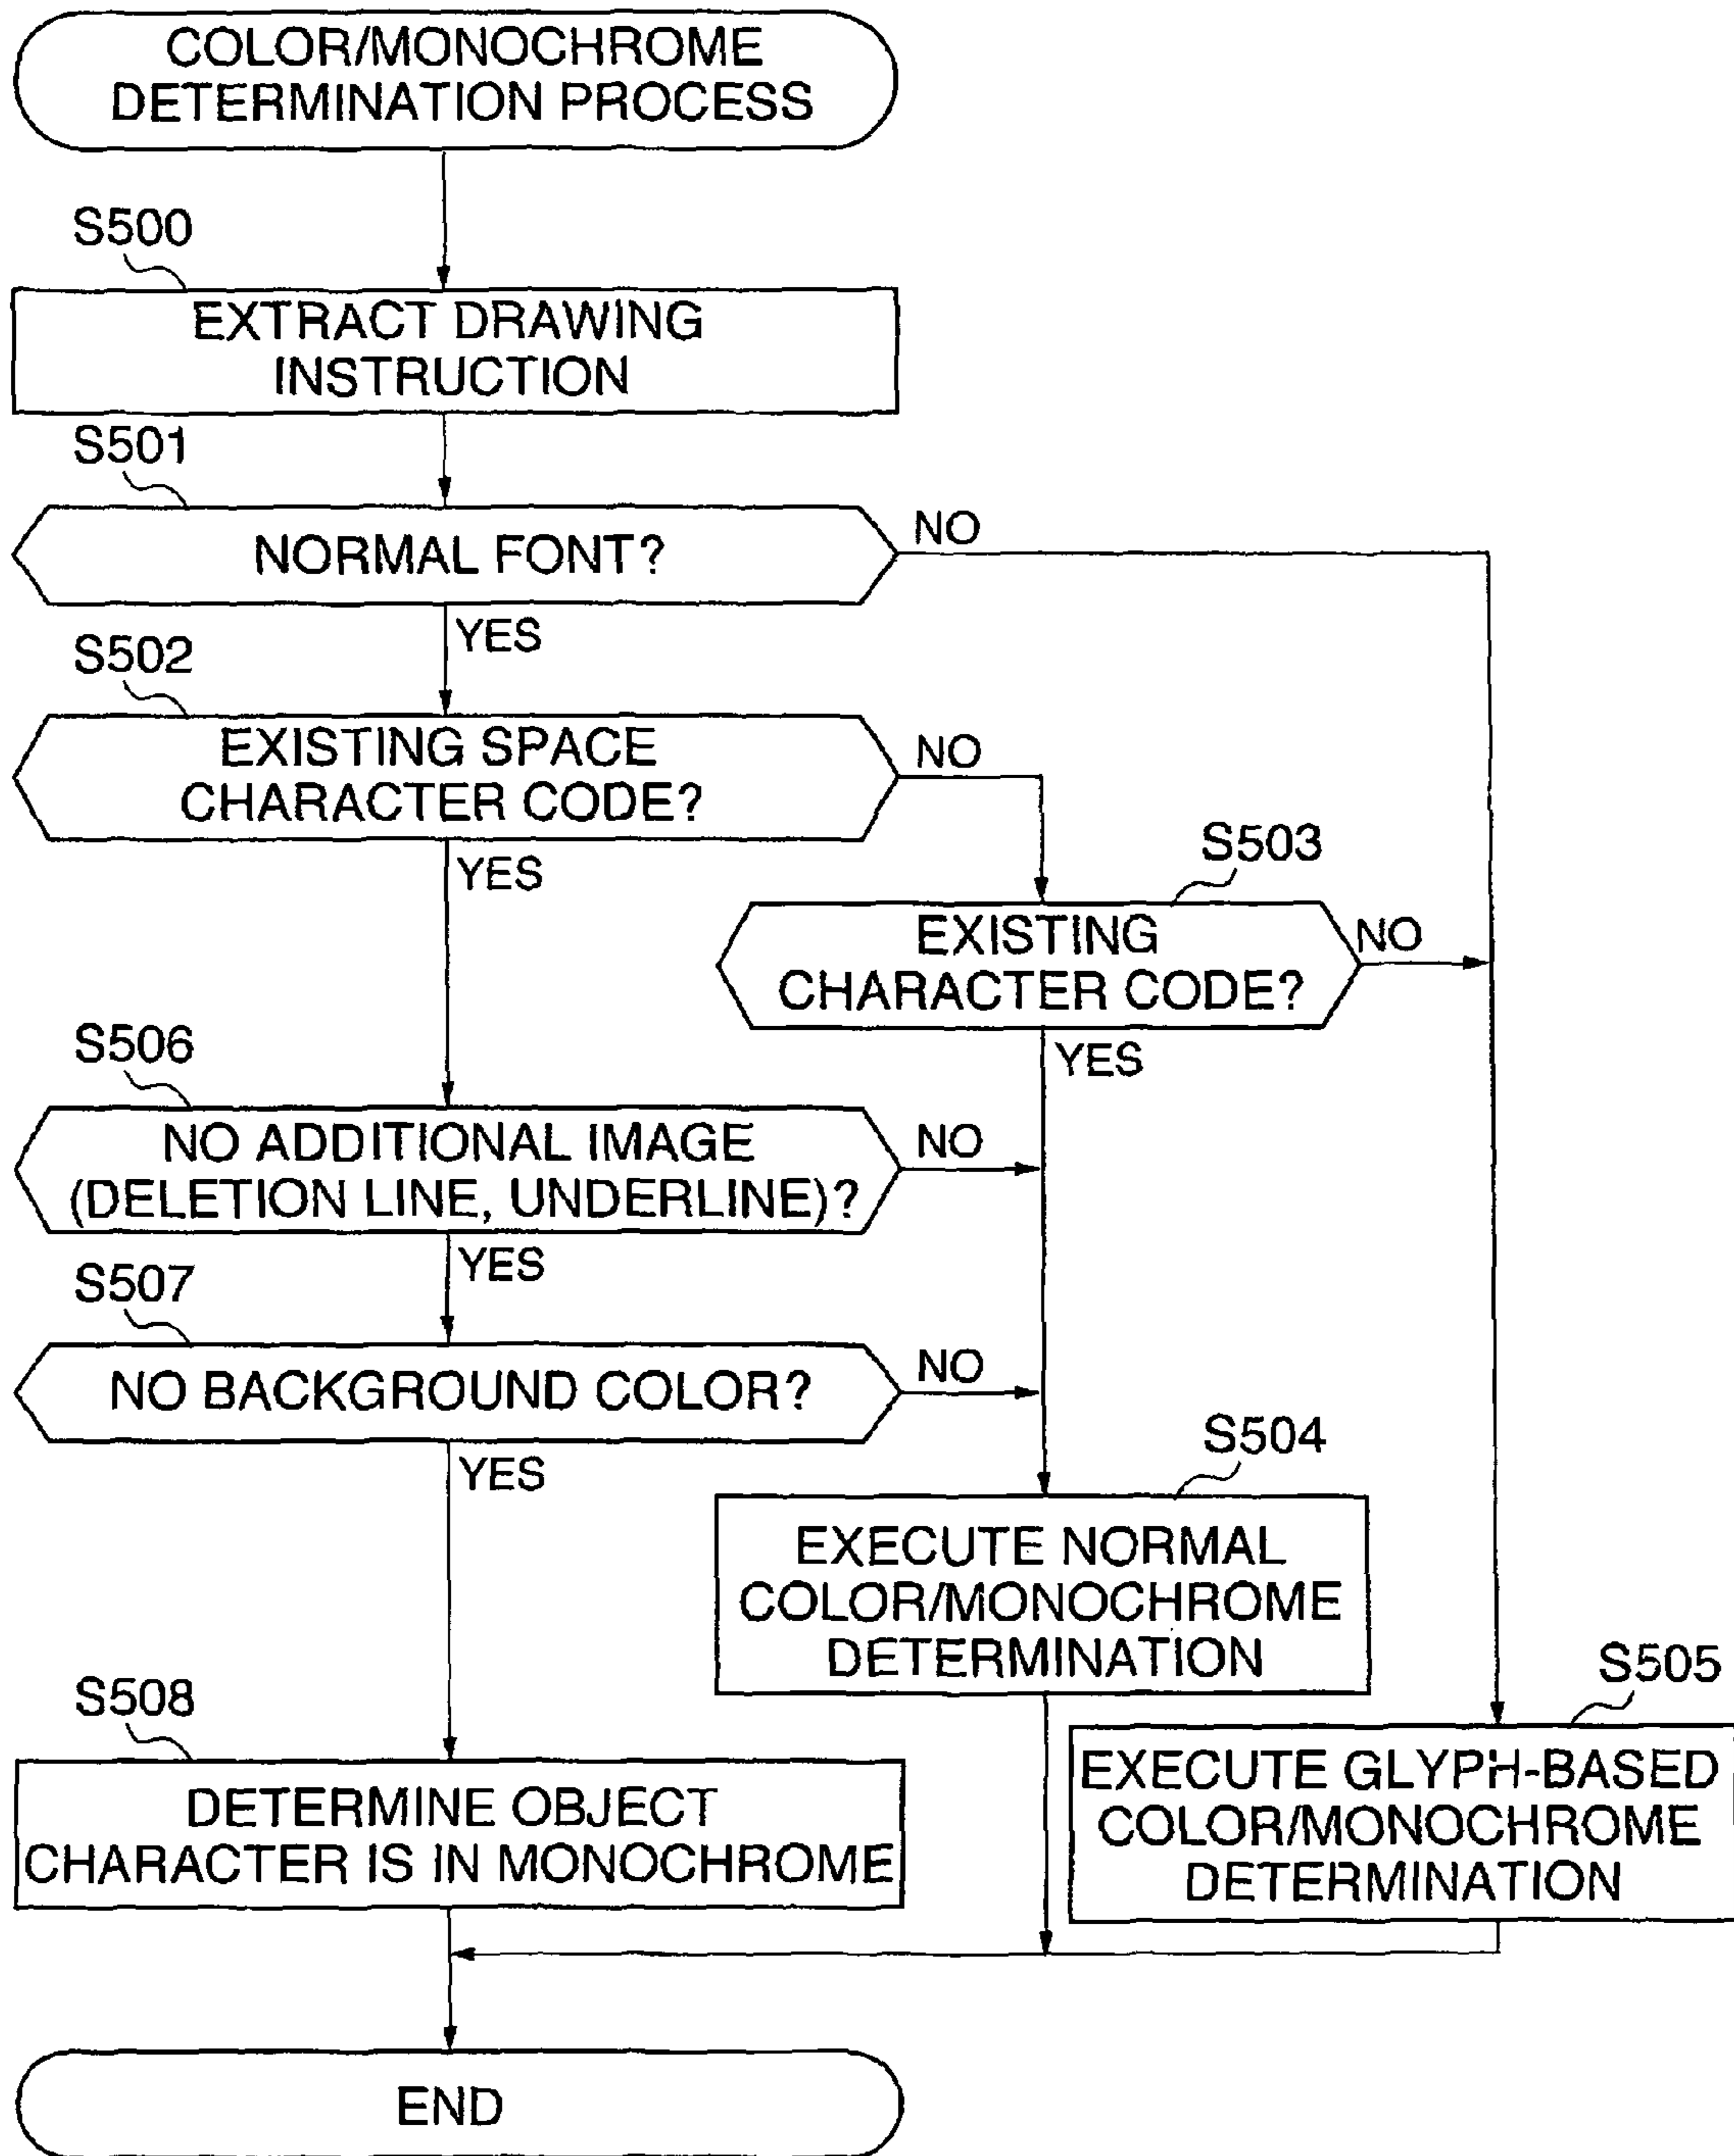 COLOR/MONOCHROME
DETERMINATION PROCESS
S500
EXTRACT DRAWING
INSTRUCTION
S501
NORMAL FONT?
NO
YES
S502
EXISTING SPACE
CHARACTER CODE?
NO
YES
S503
EXISTING
CHARACTER CODE?
NO
YES
S506
NO ADDITIONAL IMAGE
(DELETION LINE, UNDERLINE)?
NO
YES
S507
NO BACKGROUND COLOR?
NO
YES
S504
EXECUTE NORMAL
COLOR/MONOCHROME
DETERMINATION
S505
EXECUTE GLYPH-BASED
COLOR/MONOCHROME
DETERMINATION
S508
DETERMINE OBJECT
CHARACTER IS IN MONOCHROME
END